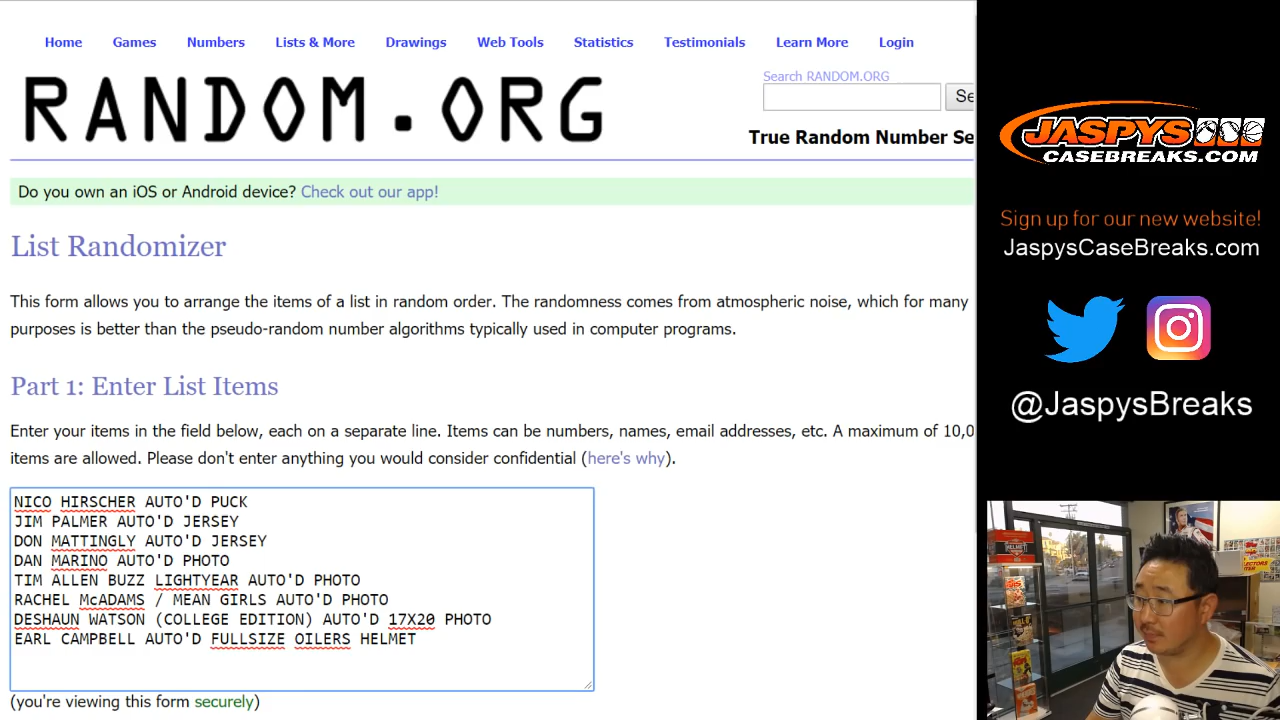 Home Games Numbers Lists & More Drawings Web Tools Statistics Testimonials Learn More Login
RANDOM.ORG
Search RANDOM.ORG
Se
True Random Number Se
Do you own an iOS or Android device? Check out our app!
List Randomizer
This form allows you to arrange the items of a list in random order. The randomness comes from atmospheric noise, which for many
purposes is better than the pseudo-random number algorithms typically used in computer programs.
Part 1: Enter List Items
Enter your items in the field below, each on a separate line. Items can be numbers, names, email addresses, etc. A maximum of 10,0
items are allowed. Please don't enter anything you would consider confidential (here's why).
NICO HIRSCHER AUTO'D PUCK
JIM PALMER AUTO'D JERSEY
DON MATTINGLY AUTO'D JERSEY
DAN MARINO AUTO'D PHOTO
TIM ALLEN BUZZ LIGHTYEAR AUTO'D PHOTO
RACHEL McADAMS / MEAN GIRLS AUTO'D PHOTO
DESHAUN WATSON (COLLEGE EDITION) AUTO'D 17X20 PHOTO
EARL CAMPBELL AUTO'D FULLSIZE OILERS HELMET
(you're viewing this form securely)
JASPYS
CASEBREAKS.COM
Sign up for our new website!
JaspysCaseBreaks.com
@JaspysBreaks